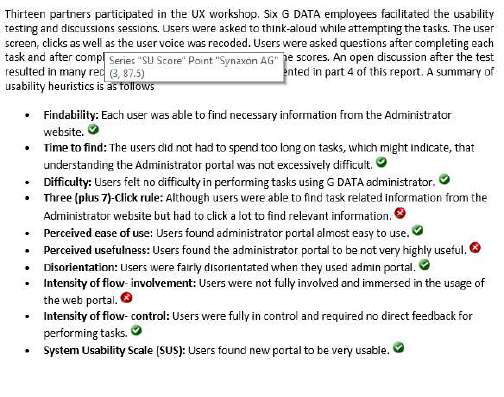 Thirteen partners participated in the UX workshop. Six G DATA employees facilitated the usability
testing and discussions sessions. Users were asked to think-aloud while attempting the tasks. The user
screen, clicks as well as the user voice was recoded. Users were asked questions after completing each
task and after compl
he scores. An open discussion after the test
Series "SU Score" Point "Synaxon AG"
(3, 87.5)
resulted in many rec
ented in part 4 of this report. A summary of
usability heuristics is as follows
• Findability: Each user was able to find necessary information from the Administrator
website.
• Time to find: The users did not had to spend too long on tasks, which might indicate, that
understanding the Administrator portal was not excessively difficult.
• Difficulty: Users felt no difficulty in performing tasks using G DATA administrator.
• Three (plus 7)-Click rule: Although users were able to find task related information from the
Administrator website but had to click a lot to find relevant information.
• Perceived ease of use: Users found administrator portal almost easy to use.
• Perceived usefulness: Users found the administrator portal to be not very highly useful.
• Disorientation: Users were fairly disorientated when they used admin portal.
• Intensity of flow- involvement: Users were not fully involved and immersed in the usage of
the web portal.
• Intensity of flow- control: Users were fully in control and required no direct feedback for
performing tasks.
• System Usability Scale (SUS): Users found new portal to be very usable.